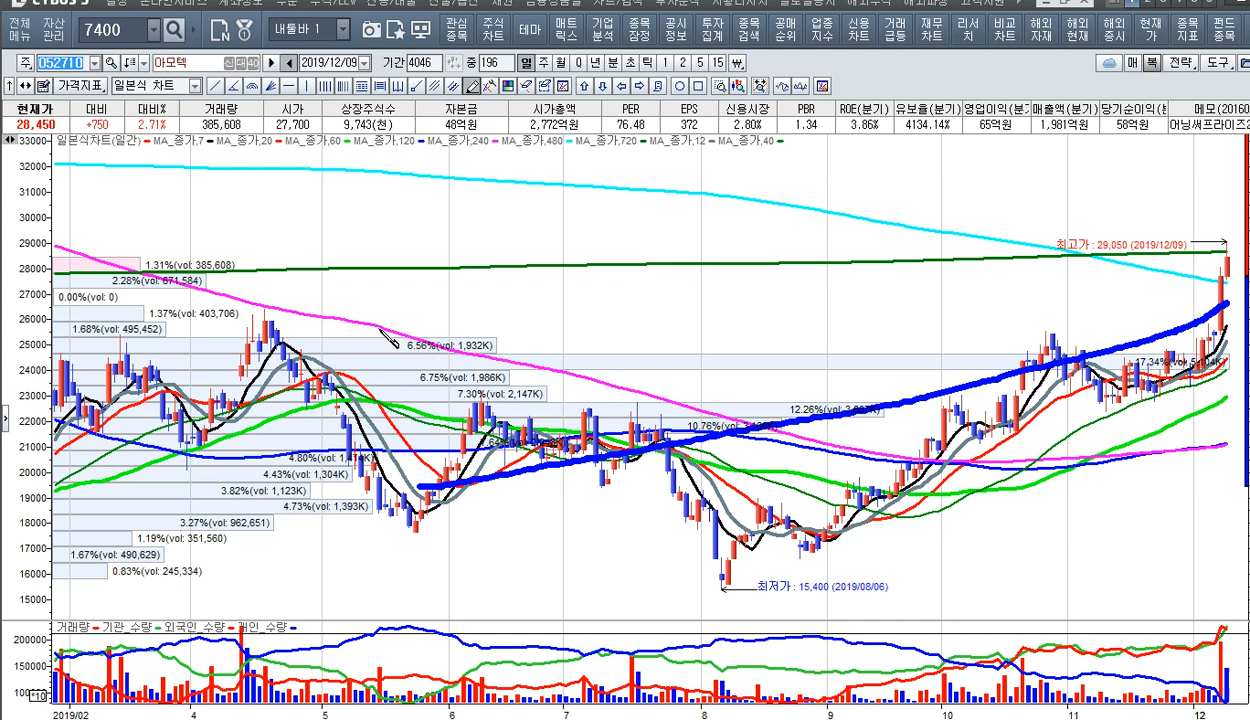 CYBOS 5
전체 메뉴 자산 관리 7400 내툴바 1 관심 종목 주식 차트 테마 매트 릭스 기업 분석 종목 잠정 공시 정보 투자 집계 종목 검색 공매 순위 업종 지수 신용 차트 거래 급등 재무 차트 리서 치 비교 차트 해외 자재 해외 현재 해외 증시 현재 가 종목 지표 펀드 종목
주 052710 아모텍 2019/12/09 기간 4046 중 196 일 주 월 Q 년 분 초 틱 1 2 5 15 매 복 전략 도구
가격지표 일본식 차트
현재가 대비 대비% 거래량 시가 상장주식수 자본금 시가총액 PER EPS 신용시장 PBR ROE(분기) 유보율(분기) 영업이익(분 매출액(분기) 당기순이익(분 메모(20160
28,450 +750 2.71% 385,608 27,700 9,743(천) 48억원 2,772억원 76.48 372 2.80% 1.34 3.86% 4134.14% 65억원 1,981억원 58억원 어닝써프라이즈2
33000 일본식차트(일간) MA_종가,7 MA_종가,20 MA_종가,60 MA_종가,120 MA_종가,240 MA_종가,480 MA_종가,720 MA_종가,12 MA_종가,40
32000
31000
30000
29000
최고가 : 29,050 (2019/12/09)
1.31%(vol: 385,608)
28000
2.28%(vol: 671,584)
27000 0.00%(vol: 0)
1.37%(vol: 403,706)
26000
1.68%(vol: 495,452)
25000 6.56%(vol: 1,932K)
24000 17.34%(vol: 5,104K)
6.75%(vol: 1,986K)
23000 7.30%(vol: 2,147K)
12.26%(vol:
22000 10.76%(vol:
21000
4.80%(vol:
20000 4.43%(vol: 1,304K)
3.82%(vol: 1,123K)
19000
4.73%(vol: 1,393K)
18000 3.27%(vol: 962,651)
1.19%(vol: 351,560)
17000 1.67%(vol: 490,629)
16000 0.83%(vol: 245,334)
최저가 : 15,400 (2019/08/06)
15000
거래량 기관_수량 외국인_수량 개인_수량
200000
150000
×10
2019/02 4 5 6 7 8 9 10 11 12